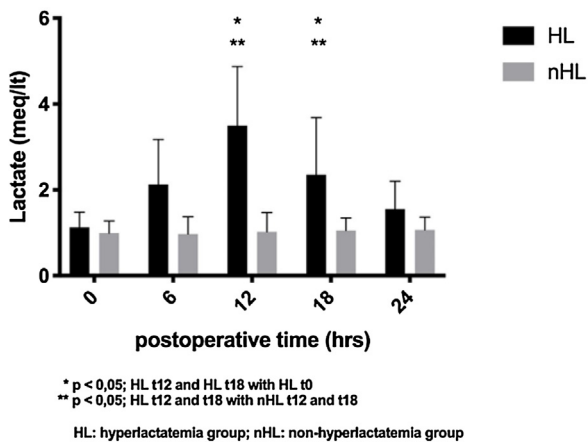 6
4
2
0
Lactate (meq/lt)
*
**
*
**
HL
nHL
0
6
12
18
24
postoperative time (hrs)
* p < 0,05; HL t12 and HL t18 with HL t0
** p < 0,05; HL t12 and t18 with nHL t12 and t18
HL: hyperlactatemia group; nHL: non-hyperlactatemia group